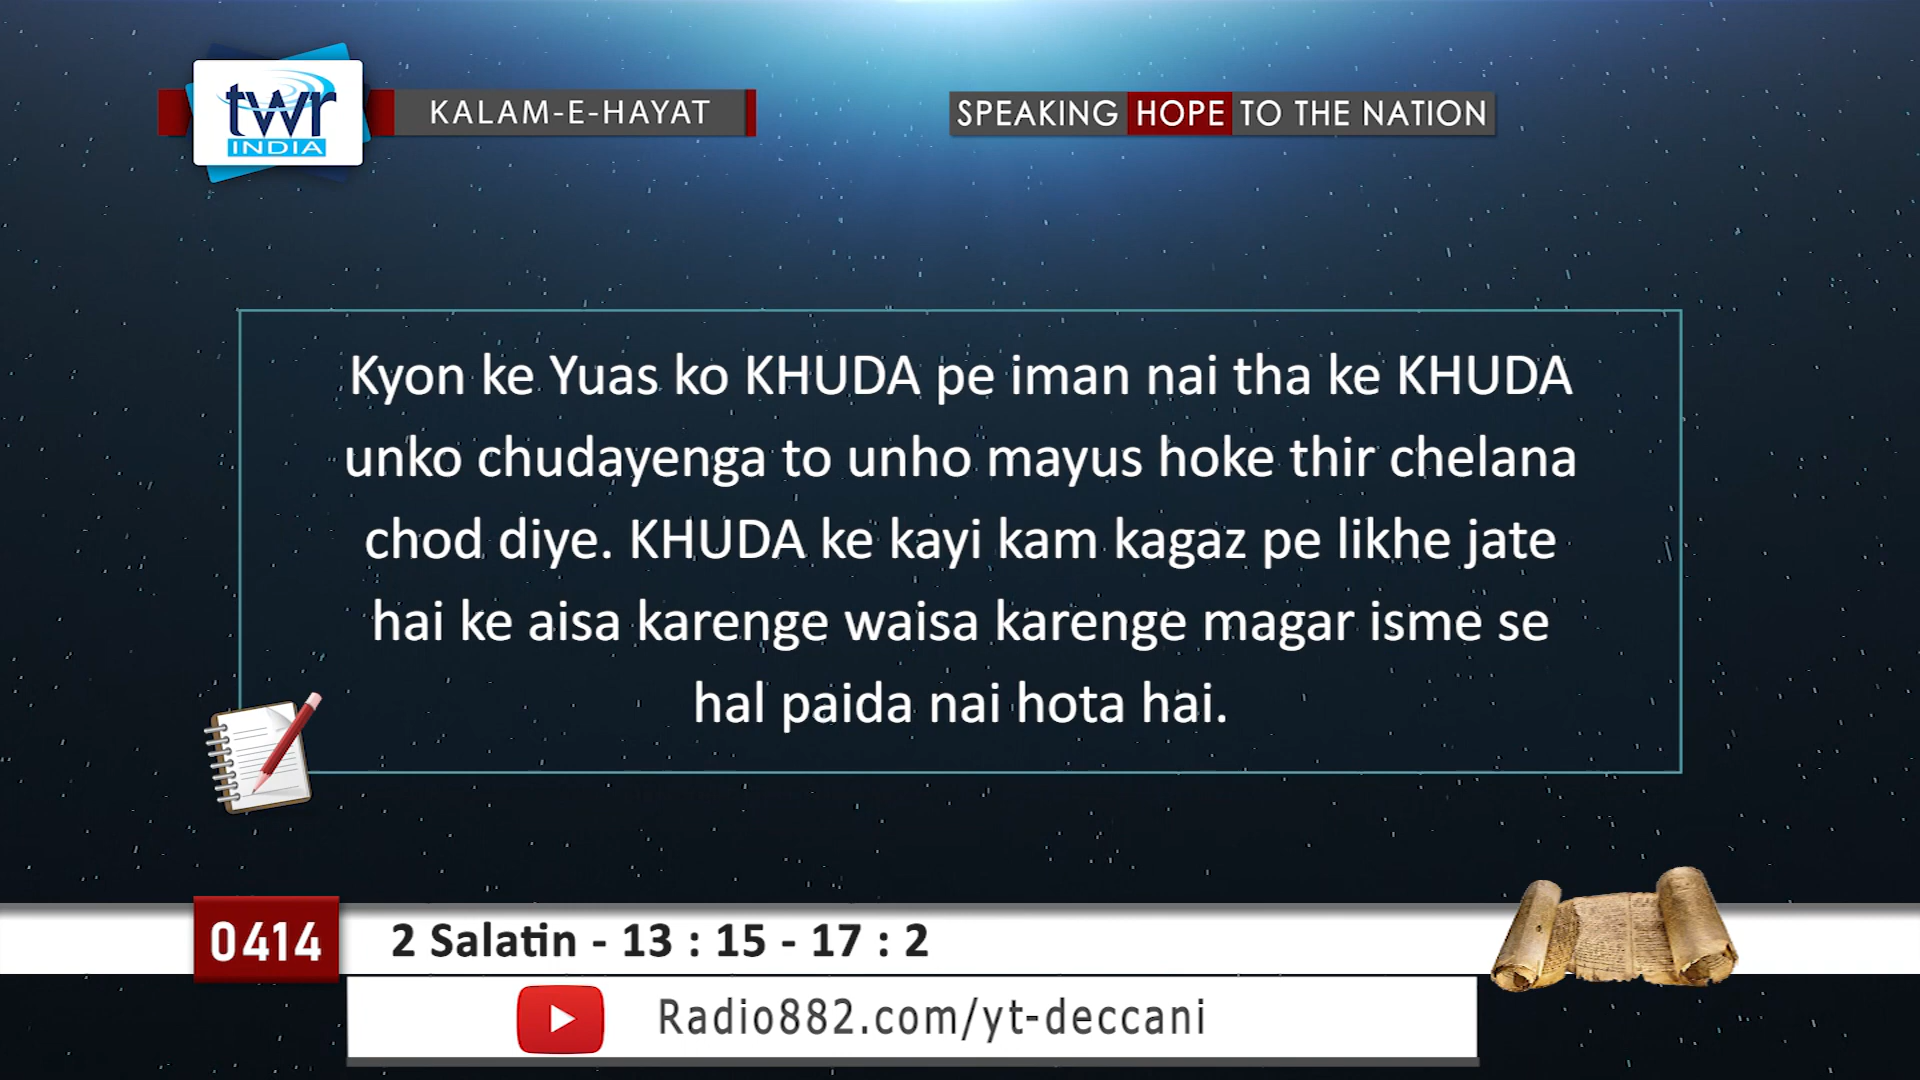 twr
INDIA
KALAM-E-HAYAT
SPEAKING HOPE TO THE NATION
Kyon ke Yuas ko KHUDA pe iman nai tha ke KHUDA
unko chudayenga to unho mayus hoke thir chelana
chod diye. KHUDA ke kayi kam kagaz pe likhe jate
hai ke aisa karenge waisa karenge magar isme se
hal paida nai hota hai.
0414
2 Salatin - 13 : 15 - 17 : 2
Radio882.com/yt-deccani